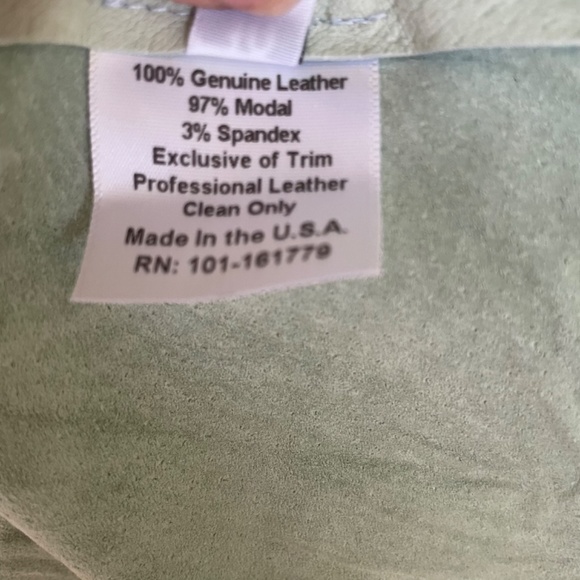 100% Genuine Leather
97% Modal
3% Spandex
Exclusive of Trim
Professional Leather
Clean Only
Made In the U.S.A.
RN: 101-161779